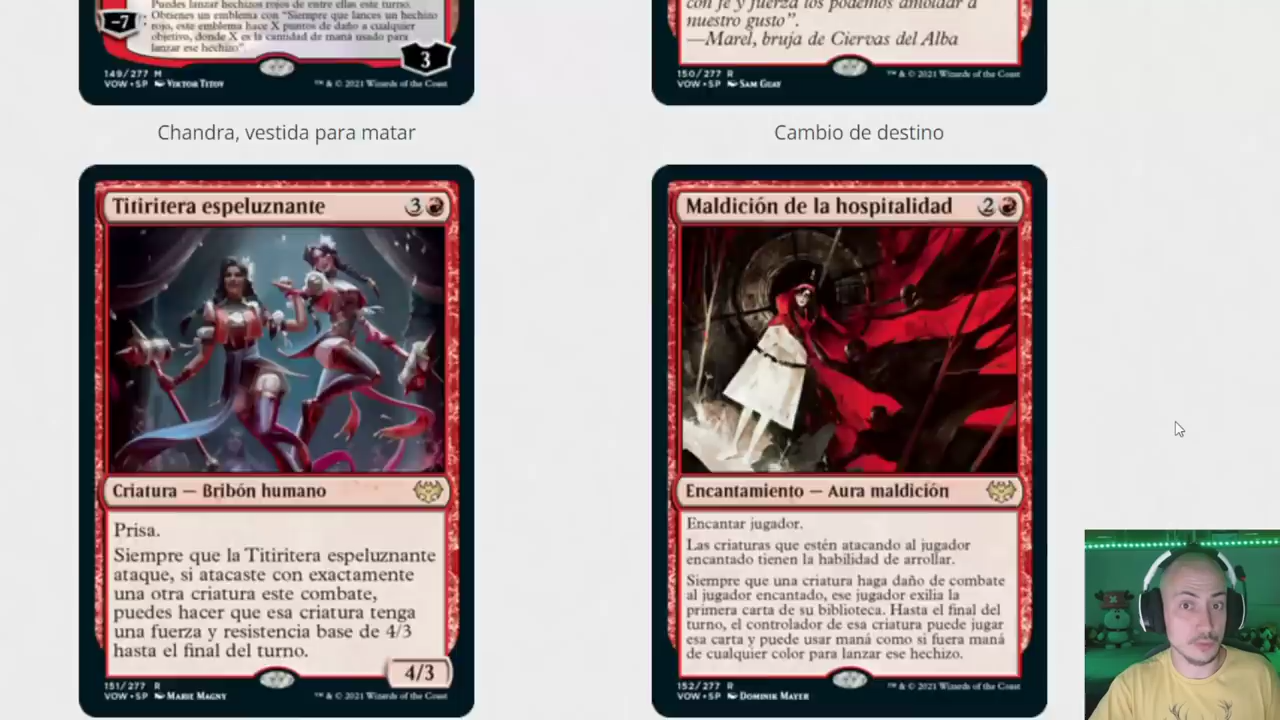 Puedes lanzar hechizos rojos de entre ellas este turno.
−7
Obtienes un emblema con “Siempre que lances un hechizo
rojo, este emblema hace X puntos de daño a cualquier
objetivo, donde X es la cantidad de maná usado para
lanzar ese hechizo”.
3
149/277 M
VOW • SP Viktor Titov
™ & © 2021 Wizards of the Coast
con fe y fuerza los podemos amoldar a
nuestro gusto”.
—Marel, bruja de Ciervas del Alba
150/277 R
VOW • SP Sam Guay
™ & © 2021 Wizards of the Coast
Chandra, vestida para matar
Cambio de destino
Titiritera espeluznante 3
Criatura — Bribón humano
Prisa.
Siempre que la Titiritera espeluznante
ataque, si atacaste con exactamente
una otra criatura este combate,
puedes hacer que esa criatura tenga
una fuerza y resistencia base de 4/3
hasta el final del turno.
4/3
151/277 R
VOW • SP Marie Magny
™ & © 2021 Wizards of the Coast
Maldición de la hospitalidad 2
Encantamiento — Aura maldición
Encantar jugador.
Las criaturas que estén atacando al jugador
encantado tienen la habilidad de arrollar.
Siempre que una criatura haga daño de combate
al jugador encantado, ese jugador exilia la
primera carta de su biblioteca. Hasta el final del
turno, el controlador de esa criatura puede jugar
esa carta y puede usar maná como si fuera maná
de cualquier color para lanzar ese hechizo.
152/277 R
VOW • SP Dominik Mayer
™ & © 2021 Wizards of the Coast